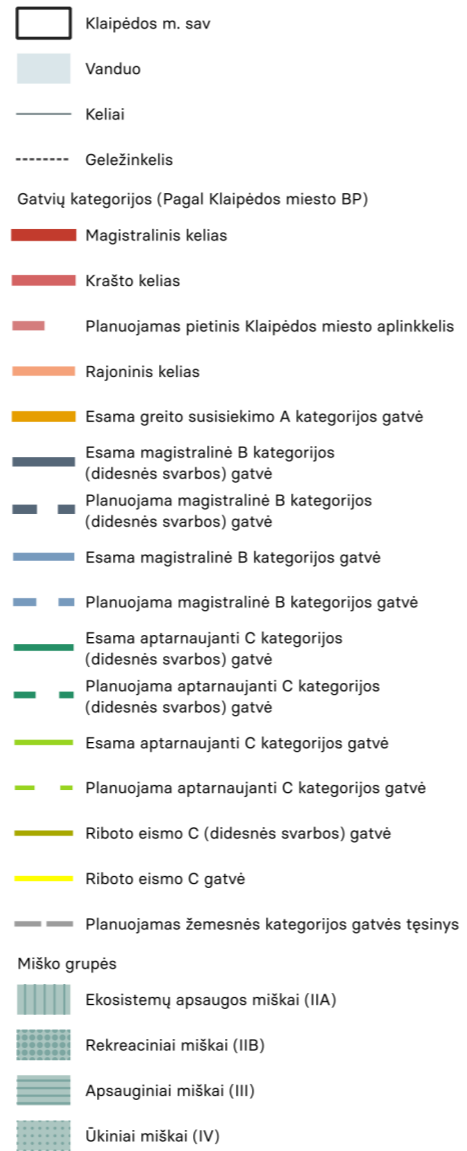 Klaipėdos m. sav
Vanduo
Keliai
Geležinkelis
Gatvių kategorijos (Pagal Klaipėdos miesto BP)
Magistralinis kelias
Krašto kelias
Planuojamas pietinis Klaipėdos miesto aplinkkelis
Rajoninis kelias
Esama greito susisiekimo A kategorijos gatvė
Esama magistralinė B kategorijos
(didesnės svarbos) gatvė
Planuojama magistralinė B kategorijos
(didesnės svarbos) gatvė
Esama magistralinė B kategorijos gatvė
Planuojama magistralinė B kategorijos gatvė
Esama aptarnaujanti C kategorijos
(didesnės svarbos) gatvė
Planuojama aptarnaujanti C kategorijos
(didesnės svarbos) gatvė
Esama aptarnaujanti C kategorijos gatvė
Planuojama aptarnaujanti C kategorijos gatvė
Riboto eismo C (didesnės svarbos) gatvė
Riboto eismo C gatvė
Planuojamas žemesnės kategorijos gatvės tęsinys
Miško grupės
Ekosistemų apsaugos miškai (IIA)
Rekreaciniai miškai (IIB)
Apsauginiai miškai (III)
Ūkiniai miškai (IV)